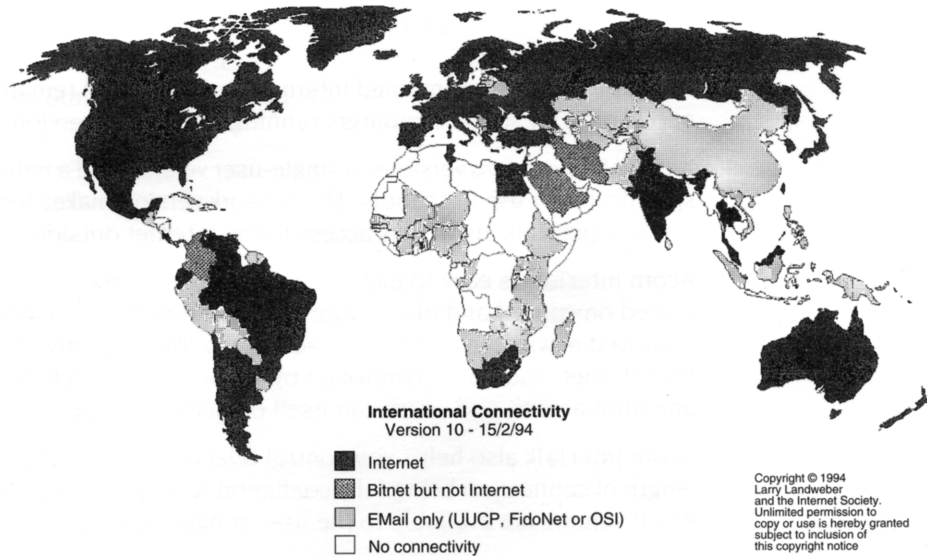 International Connectivity
Version 10 - 15/2/94
Internet
Bitnet but not Internet
EMail only (UUCP, FidoNet or OSI)
No connectivity
Copyright © 1994
Larry Landweber
and the Internet Society.
Unlimited permission to
copy or use is hereby granted
subject to inclusion of
this copyright notice